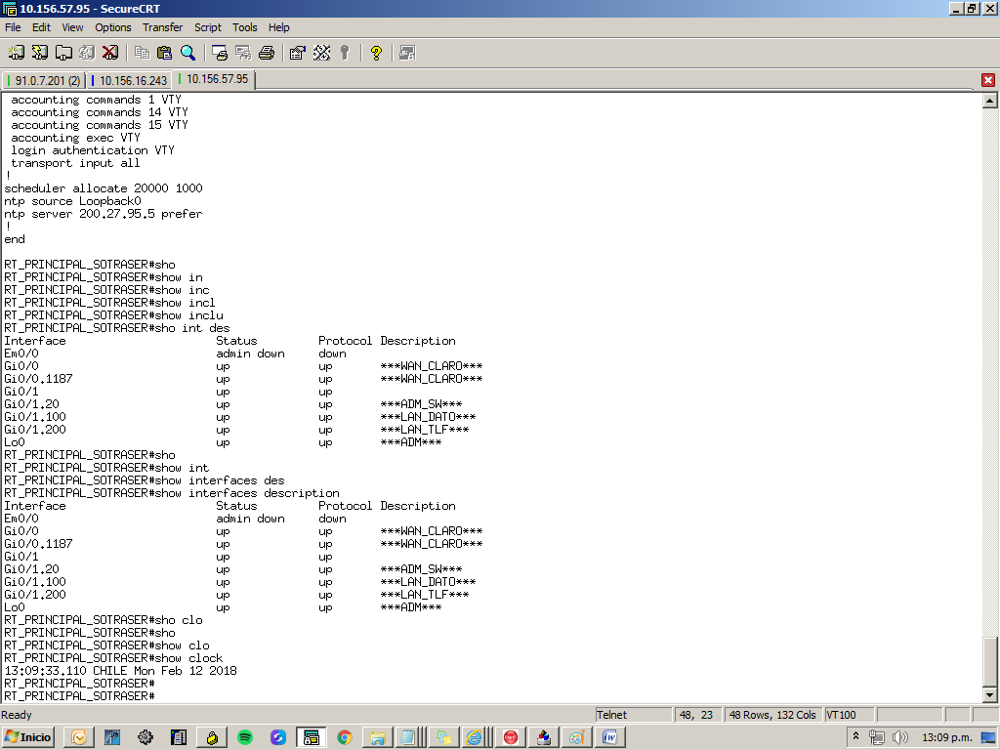 10.156.57.95 - SecureCRT
File Edit View Options Transfer Script Tools Help
91.0.7.201 (2) 10.156.16.243 10.156.57.95
accounting commands 1 VTY
accounting commands 14 VTY
accounting commands 15 VTY
accounting exec VTY
login authentication VTY
transport input all
!
scheduler allocate 20000 1000
ntp source Loopback0
ntp server 200.27.95.5 prefer
!
end
RT_PRINCIPAL_SOTRASER#sho
RT_PRINCIPAL_SOTRASER#show in
RT_PRINCIPAL_SOTRASER#show inc
RT_PRINCIPAL_SOTRASER#show incl
RT_PRINCIPAL_SOTRASER#show inclu
RT_PRINCIPAL_SOTRASER#sho int des
Interface Status Protocol Description
Em0/0 admin down down
Gi0/0 up up ***WAN_CLARO***
Gi0/0.1187 up up ***WAN_CLARO***
Gi0/1 up up
Gi0/1.20 up up ***ADM_SW***
Gi0/1.100 up up ***LAN_DATO***
Gi0/1.200 up up ***LAN_TLF***
Lo0 up up ***ADM***
RT_PRINCIPAL_SOTRASER#sho
RT_PRINCIPAL_SOTRASER#show int
RT_PRINCIPAL_SOTRASER#show interfaces des
RT_PRINCIPAL_SOTRASER#show interfaces description
Interface Status Protocol Description
Em0/0 admin down down
Gi0/0 up up ***WAN_CLARO***
Gi0/0.1187 up up ***WAN_CLARO***
Gi0/1 up up
Gi0/1.20 up up ***ADM_SW***
Gi0/1.100 up up ***LAN_DATO***
Gi0/1.200 up up ***LAN_TLF***
Lo0 up up ***ADM***
RT_PRINCIPAL_SOTRASER#sho clo
RT_PRINCIPAL_SOTRASER#sho
RT_PRINCIPAL_SOTRASER#show clo
RT_PRINCIPAL_SOTRASER#show clock
13:09:33.110 CHILE Mon Feb 12 2018
RT_PRINCIPAL_SOTRASER#
RT_PRINCIPAL_SOTRASER#
Ready Telnet 48, 23 48 Rows, 132 Cols VT100
Inicio 13:09 p.m.